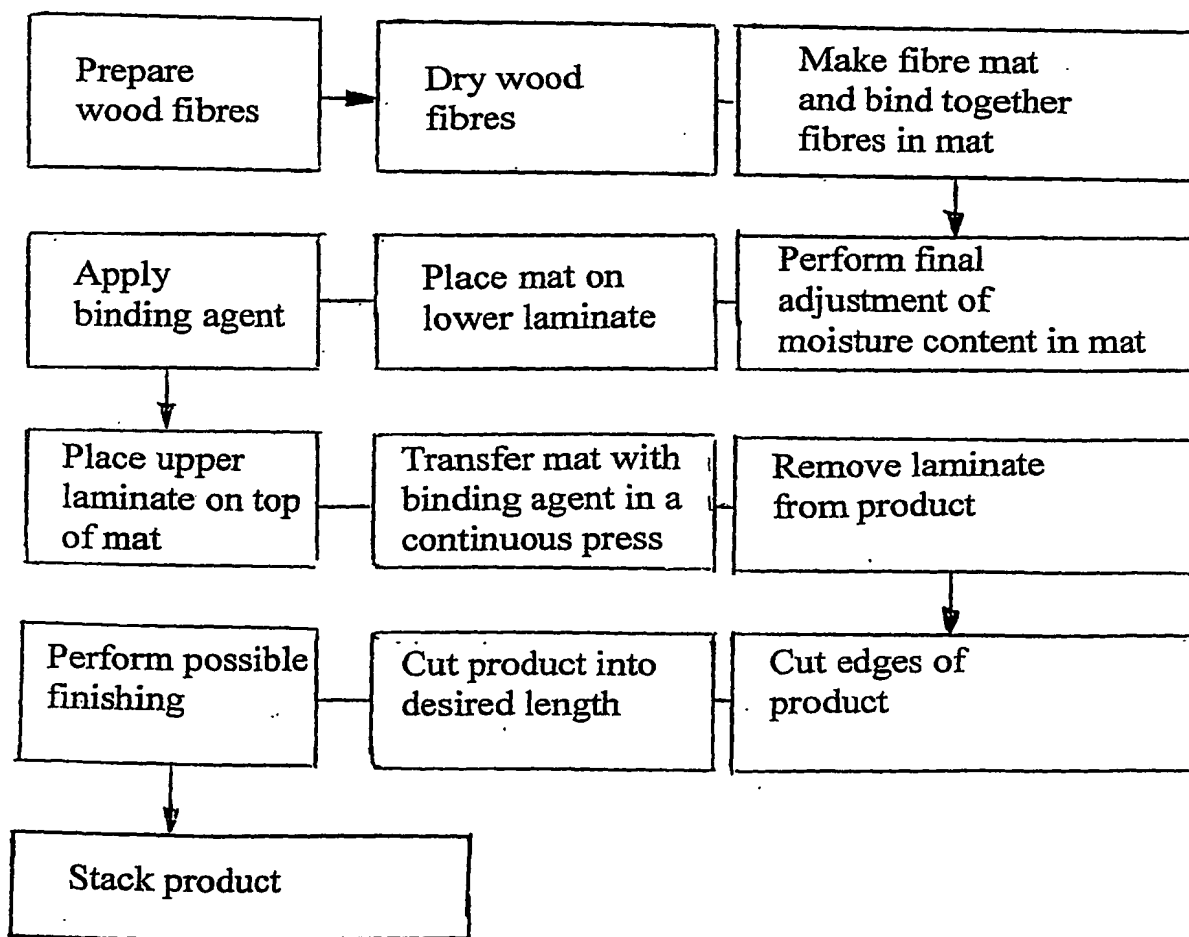 Prepare
wood fibres
Dry wood
fibres
Make fibre mat
and bind together
fibres in mat
Apply
binding agent
Place mat on
lower laminate
Perform final
adjustment of
moisture content in mat
Place upper
laminate on top
of mat
Transfer mat with
binding agent in a
continuous press
Remove laminate
from product
Perform possible
finishing
Cut product into
desired length
Cut edges of
product
Stack product